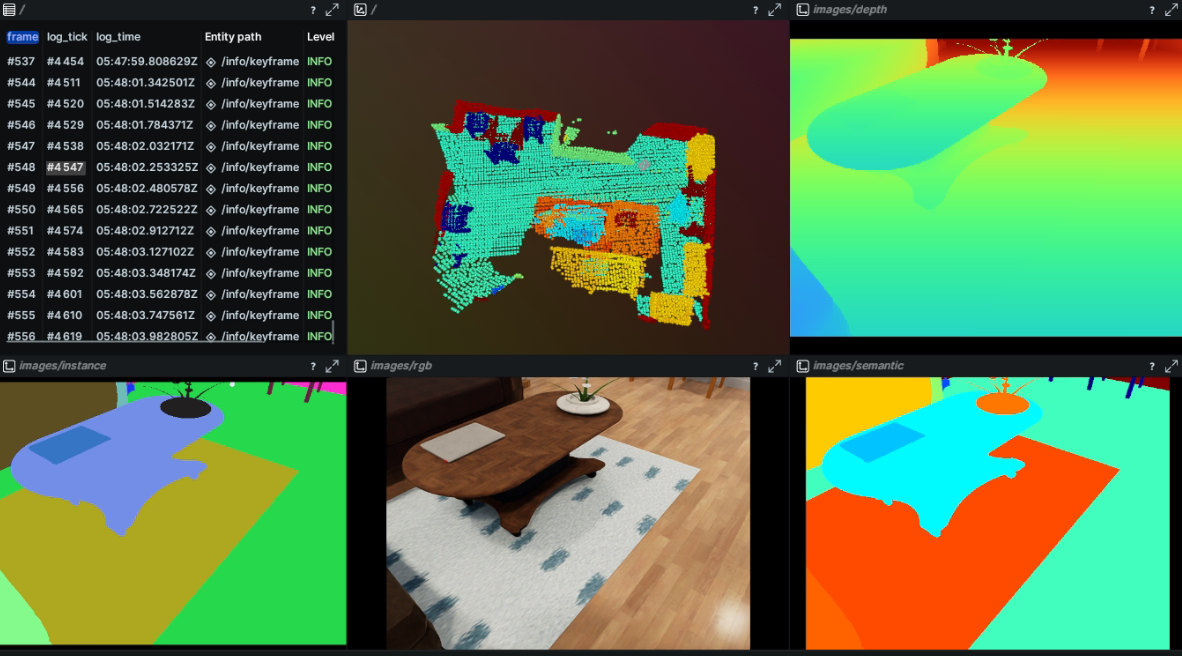 / ?
frame log_tick log_time Entity path Level
#537 #4 454 05:47:59.808629Z /info/keyframe INFO
#544 #4 511 05:48:01.342501Z /info/keyframe INFO
#545 #4 520 05:48:01.514283Z /info/keyframe INFO
#546 #4 529 05:48:01.784371Z /info/keyframe INFO
#547 #4 538 05:48:02.032171Z /info/keyframe INFO
#548 #4 547 05:48:02.253325Z /info/keyframe INFO
#549 #4 556 05:48:02.480578Z /info/keyframe INFO
#550 #4 565 05:48:02.722522Z /info/keyframe INFO
#551 #4 574 05:48:02.912712Z /info/keyframe INFO
#552 #4 583 05:48:03.127102Z /info/keyframe INFO
#553 #4 592 05:48:03.348174Z /info/keyframe INFO
#554 #4 601 05:48:03.562878Z /info/keyframe INFO
#555 #4 610 05:48:03.747561Z /info/keyframe INFO
#556 #4 619 05:48:03.982805Z /info/keyframe INFO
/ ?
images/depth ?
images/instance ?
images/rgb ?
images/semantic ?